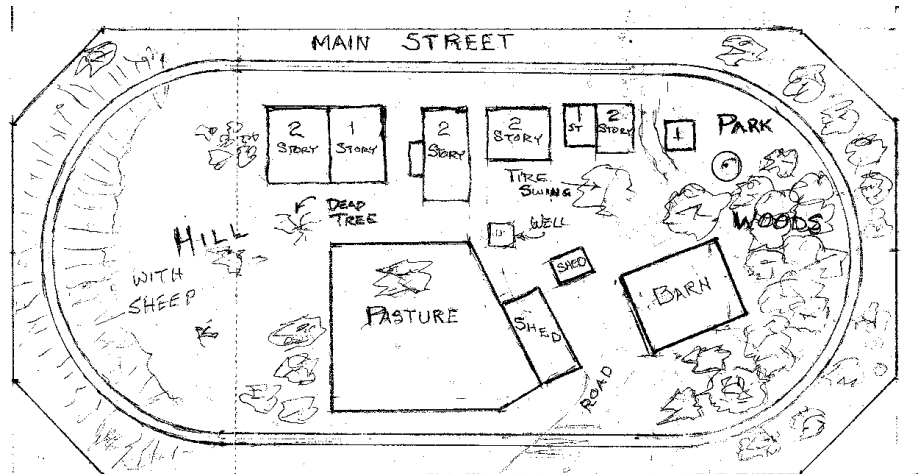 MAIN STREET
2
STORY
1
STORY
2
STORY
2
STORY
1
ST
2
STORY
1
PARK
TIRE
SWING
DEAD
TREE
WELL
WOODS
HILL
WITH
SHEEP
SHED
BARN
PASTURE
SHED
ROAD